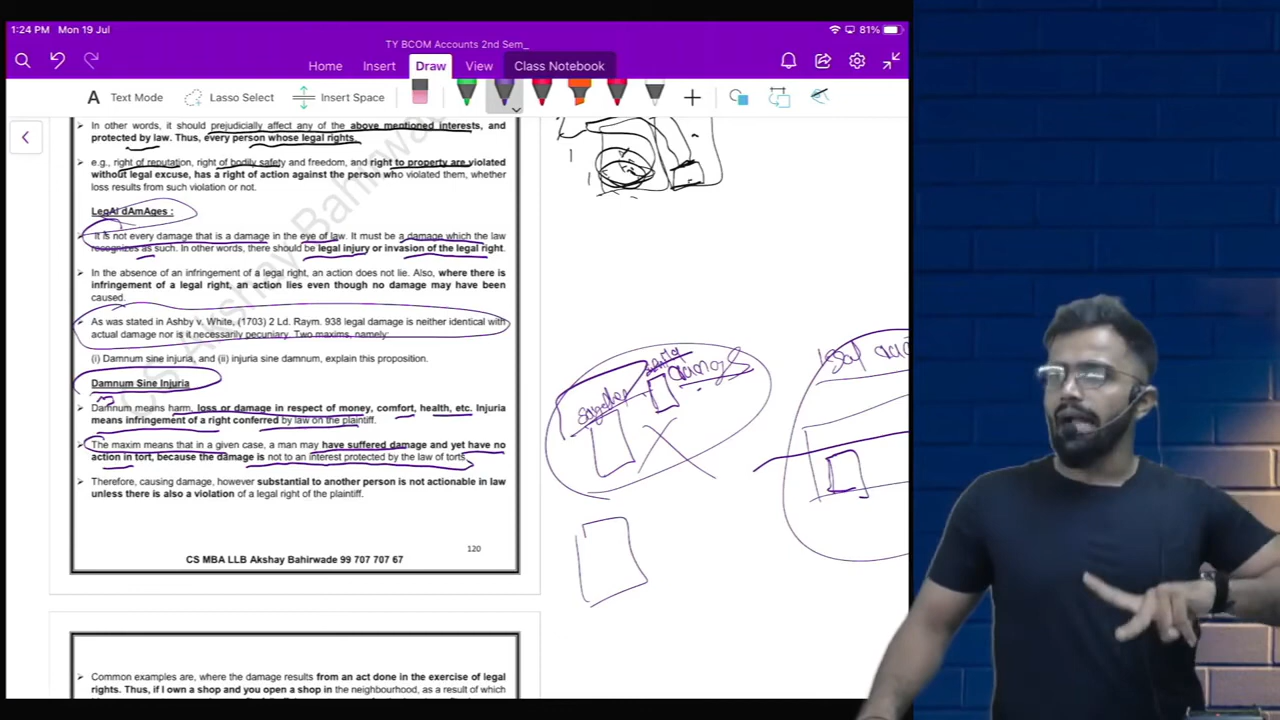 1:24 PM Mon 19 Jul
81%
TY BCOM Accounts 2nd Sem_
Home Insert Draw View Class Notebook
A Text Mode Lasso Select Insert Space
In other words, it should prejudicially affect any of the above mentioned interests, and
protected by law. Thus, every person whose legal rights.
e.g., right of reputation, right of bodily safety and freedom, and right to property are violated
without legal excuse, has a right of action against the person who violated them, whether
loss results from such violation or not.
LegAl dAmAges :
It is not every damage that is a damage in the eye of law. It must be a damage which the law
recognizes as such. In other words, there should be legal injury or invasion of the legal right.
In the absence of an infringement of a legal right, an action does not lie. Also, where there is
infringement of a legal right, an action lies even though no damage may have been
caused.
As was stated in Ashby v. White, (1703) 2 Ld. Raym. 938 legal damage is neither identical with
actual damage nor is it necessarily pecuniary. Two maxims, namely:
(i) Damnum sine injuria, and (ii) injuria sine damnum, explain this proposition.
Damnum Sine Injuria
Damnum means harm, loss or damage in respect of money, comfort, health, etc. Injuria
means infringement of a right conferred by law on the plaintiff.
The maxim means that in a given case, a man may have suffered damage and yet have no
action in tort, because the damage is not to an interest protected by the law of torts.
Therefore, causing damage, however substantial to another person is not actionable in law
unless there is also a violation of a legal right of the plaintiff.
120
CS MBA LLB Akshay Bahirwade 99 707 707 67
Common examples are, where the damage results from an act done in the exercise of legal
rights. Thus, if I own a shop and you open a shop in the neighbourhood, as a result of which
CS Akshay Bahirwade
damage
legal